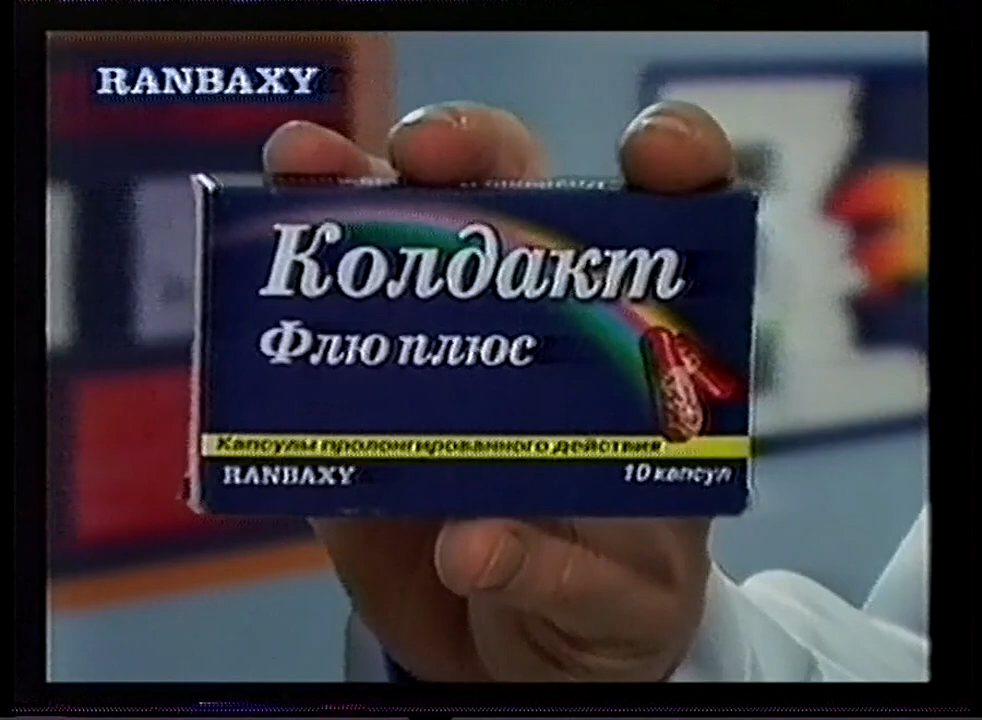 RANBAXY
Колдакт
Флю плюс
Капсулы пролонгированного действия
RANBAXY
10 капсул